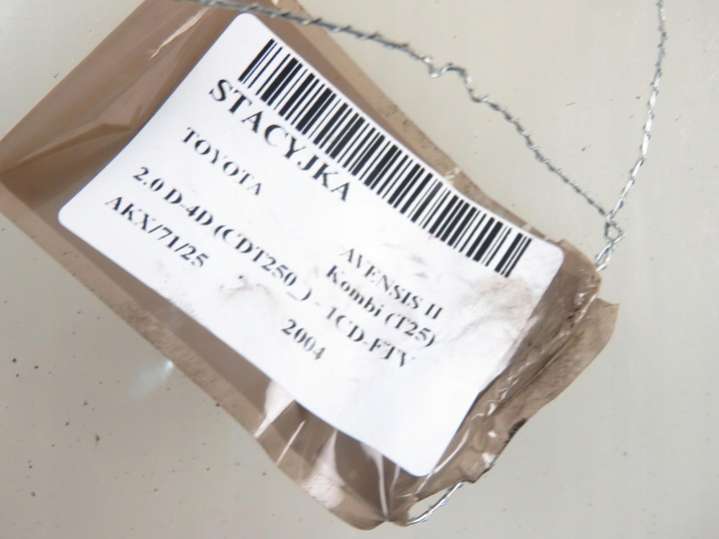 STACYJKA
TOYOTA
AVENSIS II
Kombi (T25)
2.0 D-4D (CDT250_) - 1CD-FTV
AKX/71/25
2004